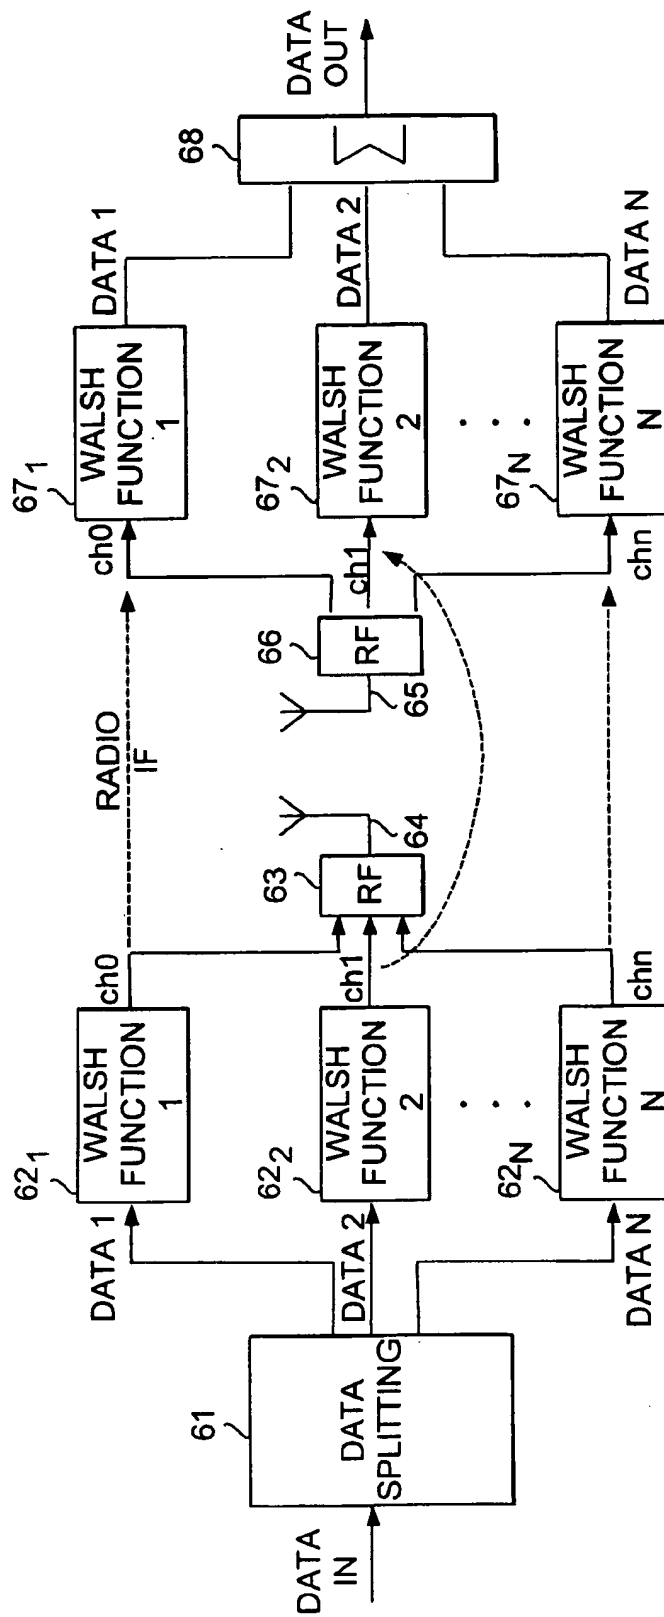 DATA
IN
61
DATA
SPLITTING
DATA 1
DATA 2
DATA N
62₁
WALSH
FUNCTION
1
62₂
WALSH
FUNCTION
2
. . .
62N
WALSH
FUNCTION
N
ch0
ch1
chn
63
RF
64
RADIO
IF
65
66
RF
ch0
ch1
chn
67₁
WALSH
FUNCTION
1
67₂
WALSH
FUNCTION
2
. . .
67N
WALSH
FUNCTION
N
DATA 1
DATA 2
DATA N
68
Σ
DATA
OUT